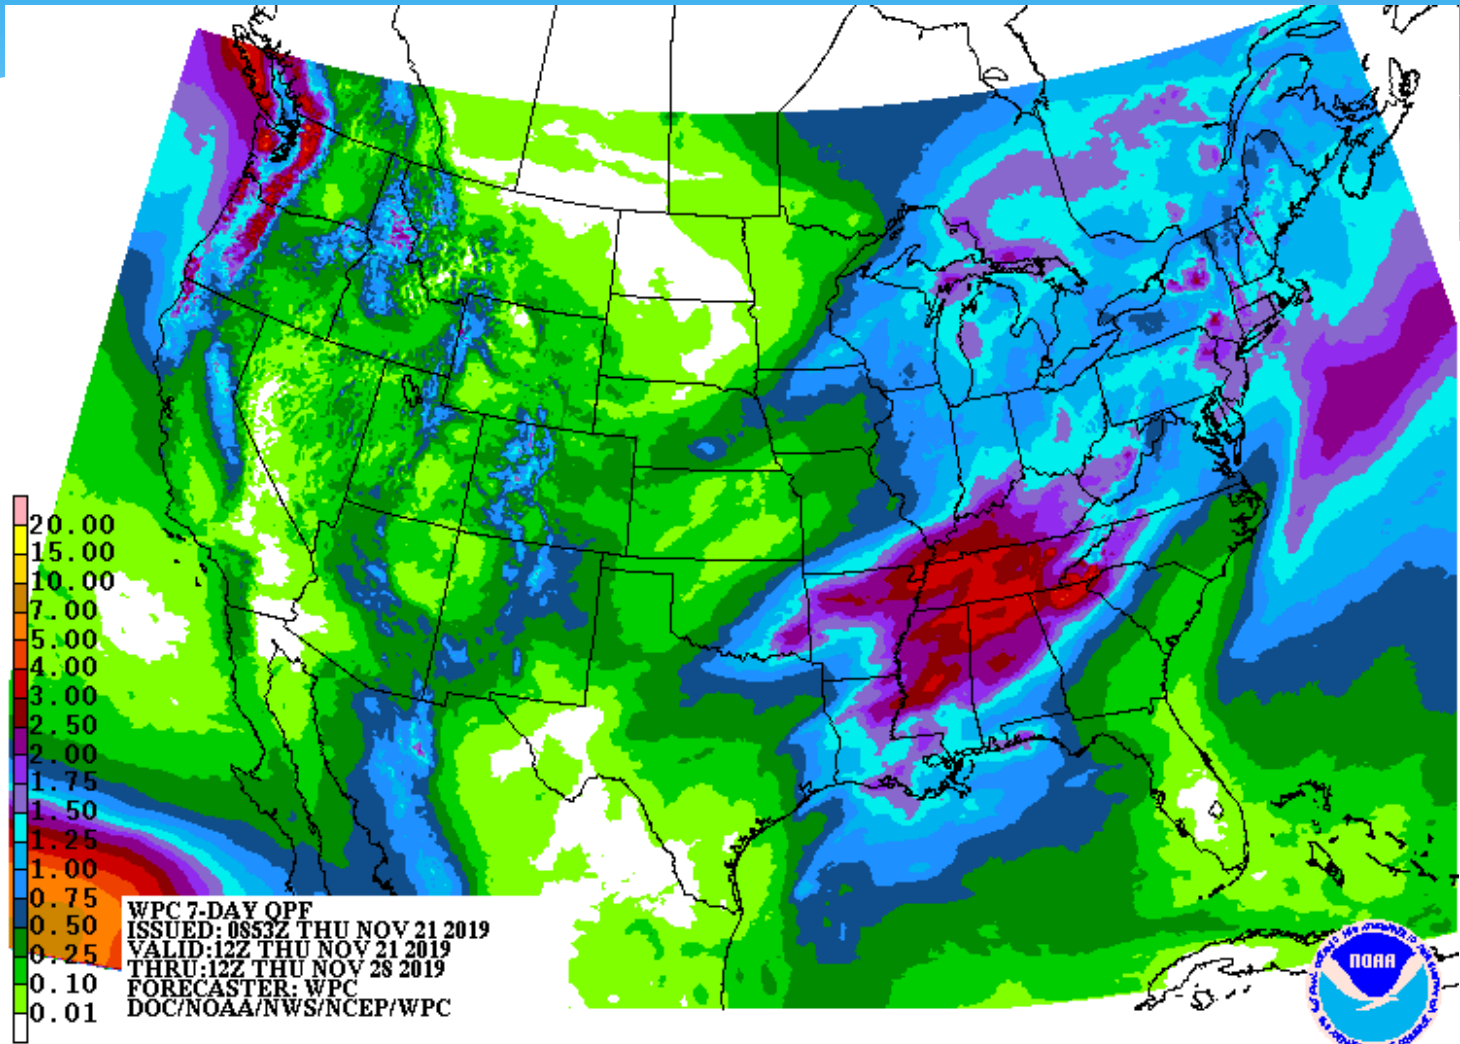 20.00
15.00
10.00
7.00
5.00
4.00
3.00
2.50
2.00
1.75
1.50
1.25
1.00
0.75
0.50
0.25
0.10
0.01
WPC 7-DAY QPF
ISSUED: 0853Z THU NOV 21 2019
VALID: 12Z THU NOV 21 2019
THRU: 12Z THU NOV 28 2019
FORECASTER: WPC
DOC/NOAA/NWS/NCEP/WPC
NOAA